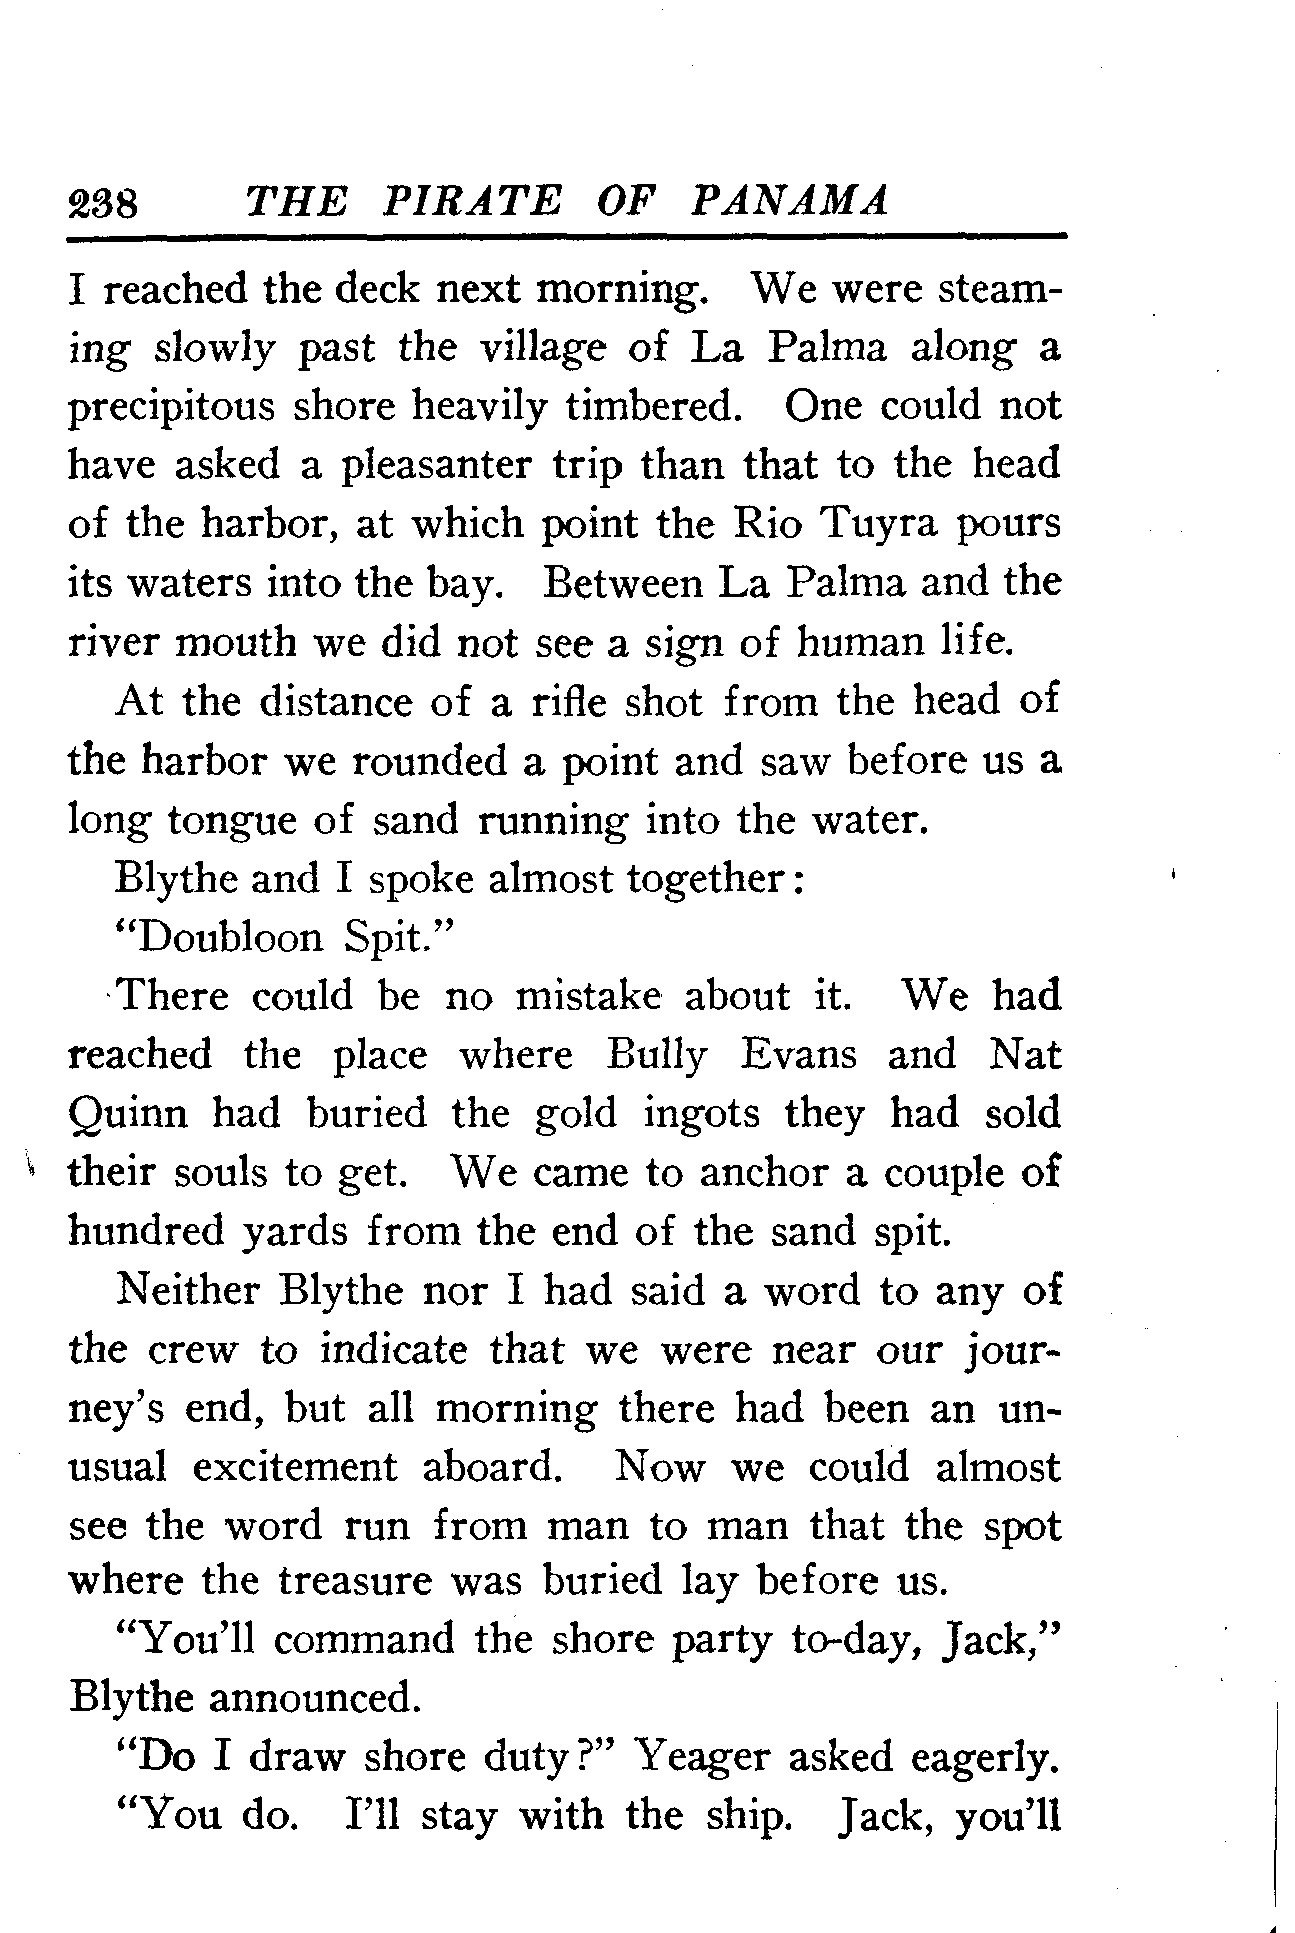 238 THE PIRATE OF PANAMA
I reached the deck next morning. We were steam-
ing slowly past the village of La Palma along a
precipitous shore heavily timbered. One could not
have asked a pleasanter trip than that to the head
of the harbor, at which point the Rio Tuyra pours
its waters into the bay. Between La Palma and the
river mouth we did not see a sign of human life.
At the distance of a rifle shot from the head of
the harbor we rounded a point and saw before us a
long tongue of sand running into the water.
Blythe and I spoke almost together:
“Doubloon Spit.”
There could be no mistake about it. We had
reached the place where Bully Evans and Nat
Quinn had buried the gold ingots they had sold
their souls to get. We came to anchor a couple of
hundred yards from the end of the sand spit.
Neither Blythe nor I had said a word to any of
the crew to indicate that we were near our jour-
ney’s end, but all morning there had been an un-
usual excitement aboard. Now we could almost
see the word run from man to man that the spot
where the treasure was buried lay before us.
“You’ll command the shore party to-day, Jack,”
Blythe announced.
“Do I draw shore duty?” Yeager asked eagerly.
“You do. I’ll stay with the ship. Jack, you’ll